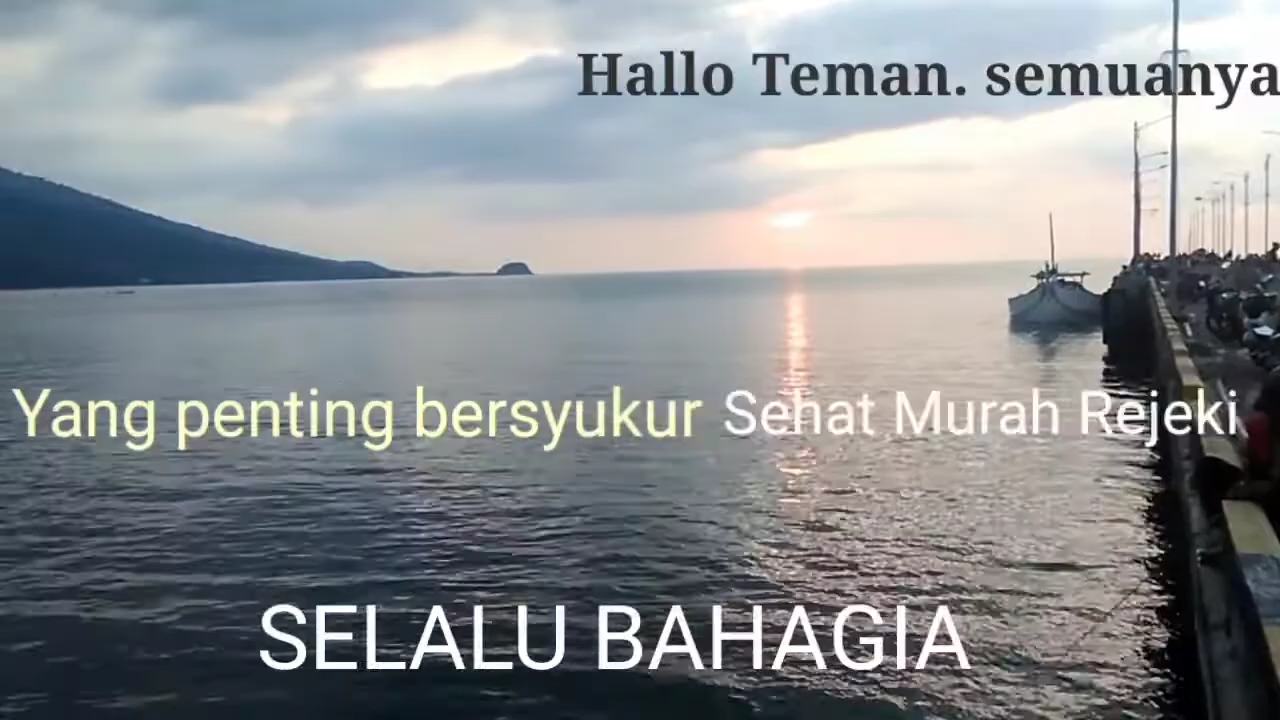 Hallo Teman. semuanya
Yang penting bersyukur Sehat Murah Rejeki
SELALU BAHAGIA